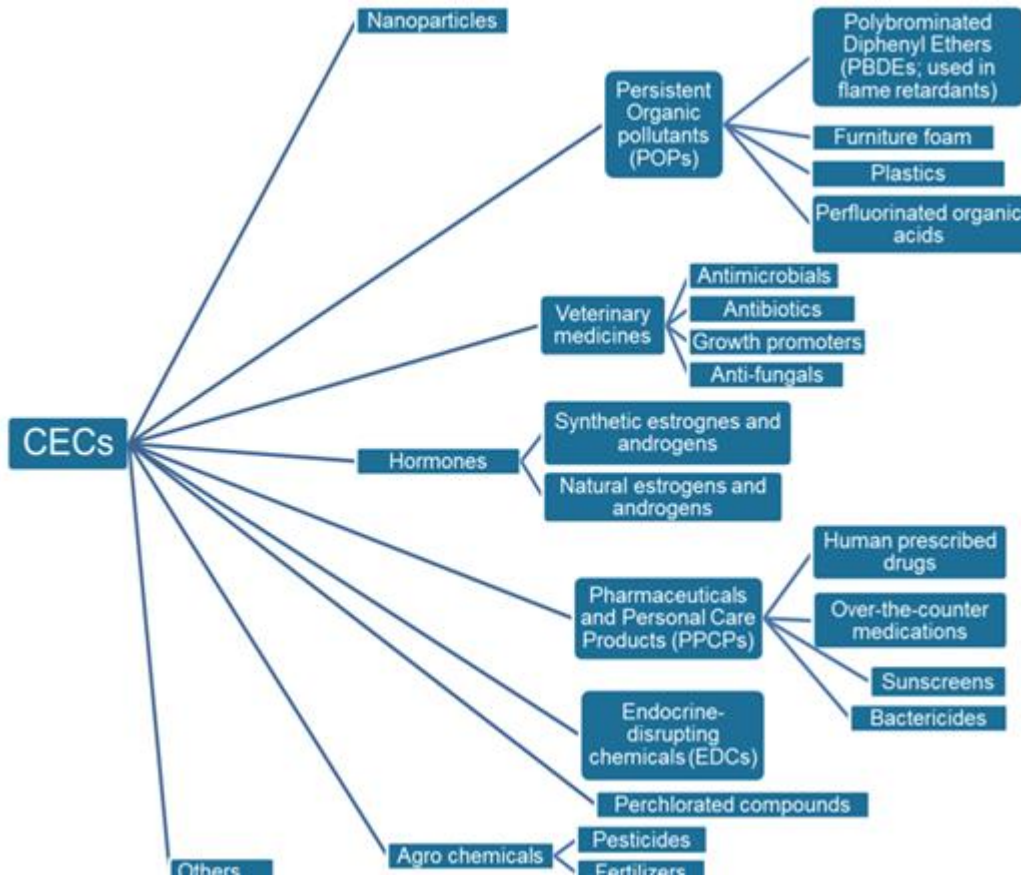 Nanoparticles
Polybrominated
Diphenyl Ethers
(PBDEs; used in
flame retardants)
Persistent
Organic
pollutants
(POPs)
Furniture foam
Plastics
Perfluorinated organic
acids
Antimicrobials
Veterinary
medicines
Antibiotics
Growth promoters
Anti-fungals
CECs
Synthetic estrognes and
androgens
Hormones
Natural estrogens and
androgens
Human prescribed
drugs
Pharmaceuticals
and Personal Care
Products (PPCPs)
Over-the-counter
medications
Sunscreens
Bactericides
Endocrine-
disrupting
chemicals (EDCs)
Perchlorated compounds
Pesticides
Agro chemicals
Fertilizers
Others